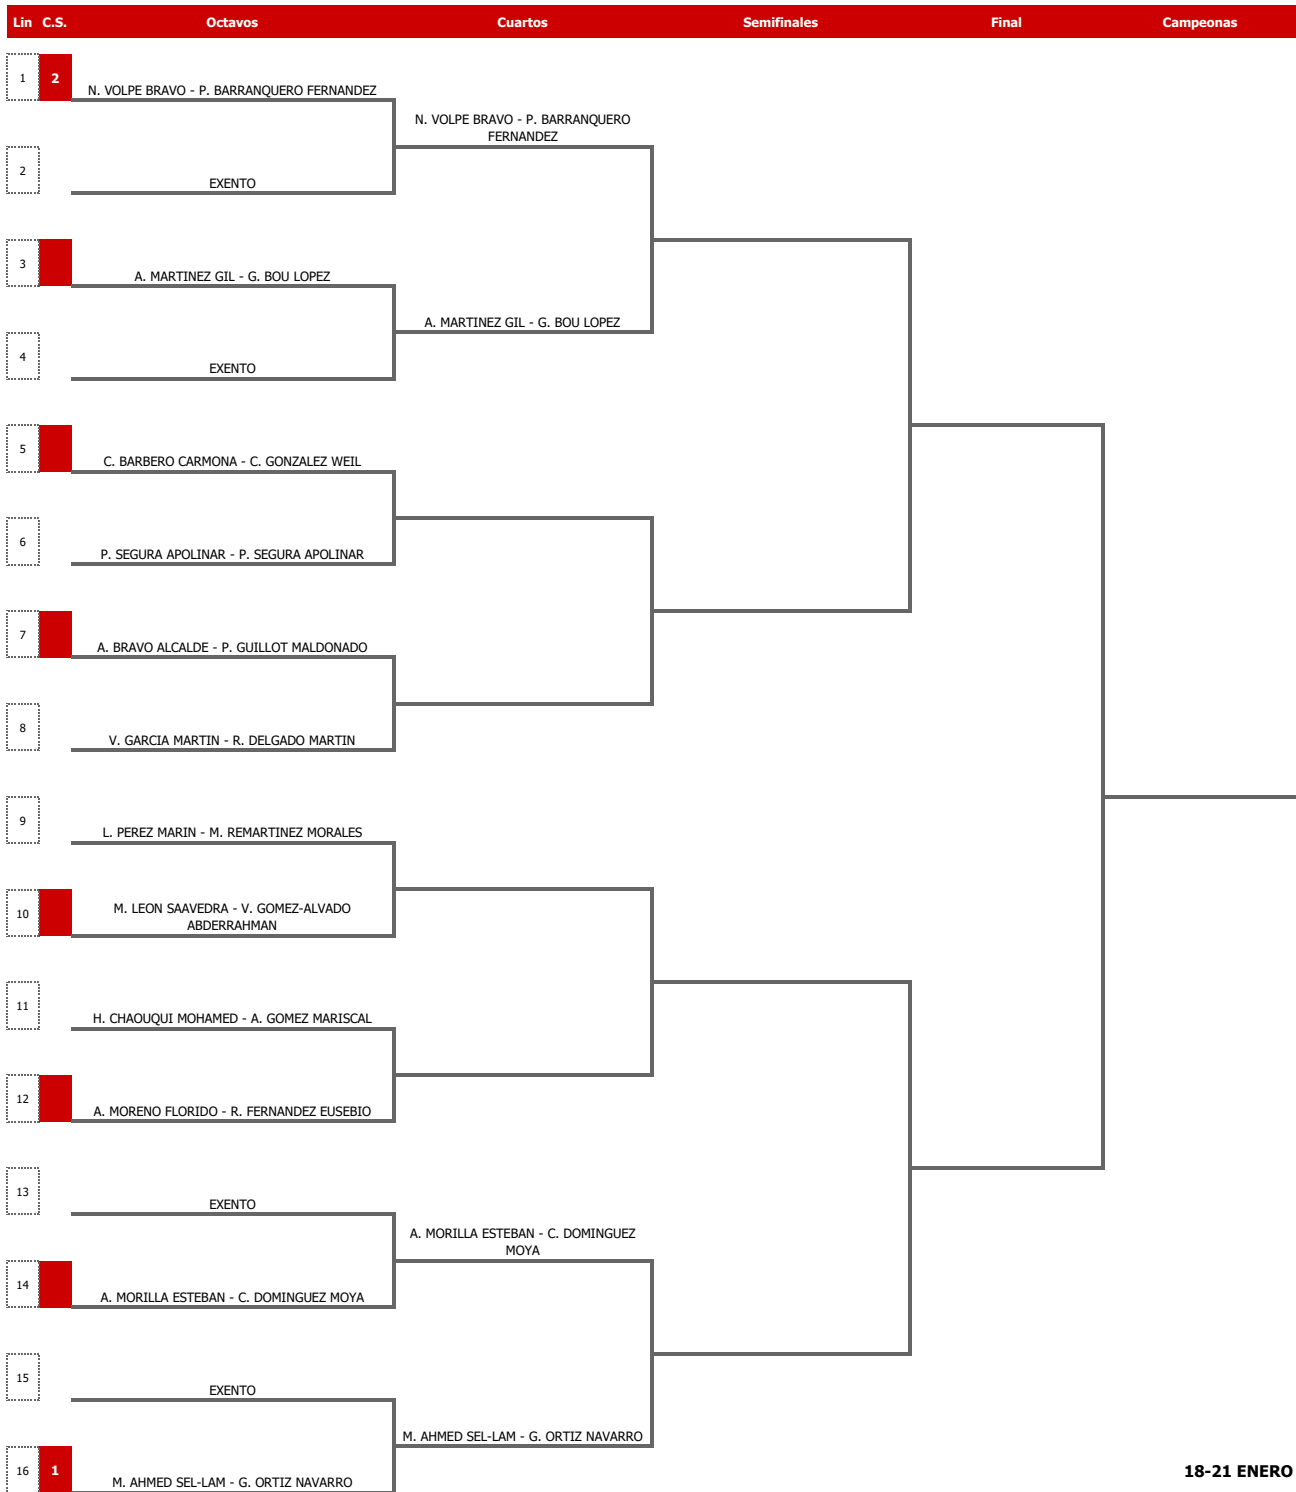 Lin C.S. Octavos Cuartos Semifinales Final Campeonas
1 2
N. VOLPE BRAVO - P. BARRANQUERO FERNANDEZ
N. VOLPE BRAVO - P. BARRANQUERO
FERNANDEZ
2
EXENTO
3
A. MARTINEZ GIL - G. BOU LOPEZ
A. MARTINEZ GIL - G. BOU LOPEZ
4
EXENTO
5
C. BARBERO CARMONA - C. GONZALEZ WEIL
6
P. SEGURA APOLINAR - P. SEGURA APOLINAR
7
A. BRAVO ALCALDE - P. GUILLOT MALDONADO
8
V. GARCIA MARTIN - R. DELGADO MARTIN
9
L. PEREZ MARIN - M. REMARTINEZ MORALES
10
M. LEON SAAVEDRA - V. GOMEZ-ALVADO
ABDERRAHMAN
11
H. CHAOUQUI MOHAMED - A. GOMEZ MARISCAL
12
A. MORENO FLORIDO - R. FERNANDEZ EUSEBIO
13
EXENTO
A. MORILLA ESTEBAN - C. DOMINGUEZ
MOYA
14
A. MORILLA ESTEBAN - C. DOMINGUEZ MOYA
15
EXENTO
M. AHMED SEL-LAM - G. ORTIZ NAVARRO
16 1
M. AHMED SEL-LAM - G. ORTIZ NAVARRO
18-21 ENERO